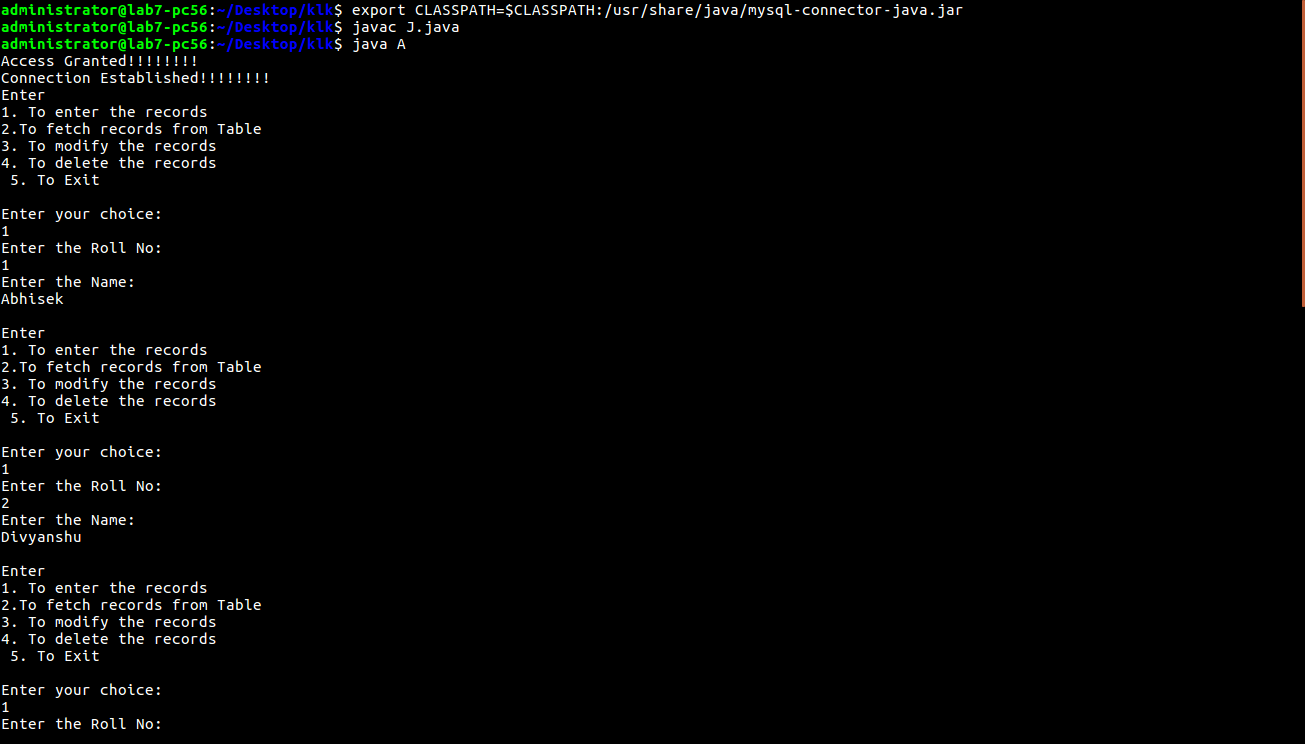 administrator@lab7-pc56:~/Desktop/klk$ export CLASSPATH=$CLASSPATH:/usr/share/java/mysql-connector-java.jar
administrator@lab7-pc56:~/Desktop/klk$ javac J.java
administrator@lab7-pc56:~/Desktop/klk$ java A
Access Granted!!!!!!!!
Connection Established!!!!!!!!
Enter
1. To enter the records
2.To fetch records from Table
3. To modify the records
4. To delete the records
 5. To Exit

Enter your choice:
1
Enter the Roll No:
1
Enter the Name:
Abhisek

Enter
1. To enter the records
2.To fetch records from Table
3. To modify the records
4. To delete the records
 5. To Exit

Enter your choice:
1
Enter the Roll No:
2
Enter the Name:
Divyanshu

Enter
1. To enter the records
2.To fetch records from Table
3. To modify the records
4. To delete the records
 5. To Exit

Enter your choice:
1
Enter the Roll No: